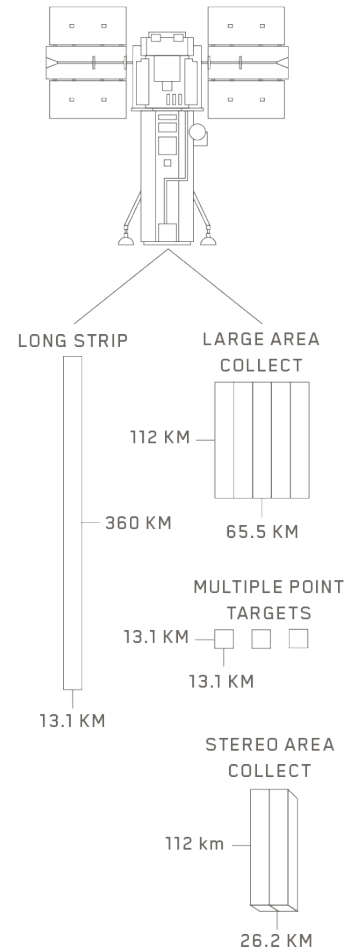 LONG STRIP
360 KM
13.1 KM
LARGE AREA
COLLECT
112 KM
65.5 KM
MULTIPLE POINT
TARGETS
13.1 KM
13.1 KM
STEREO AREA
COLLECT
112 km
26.2 KM